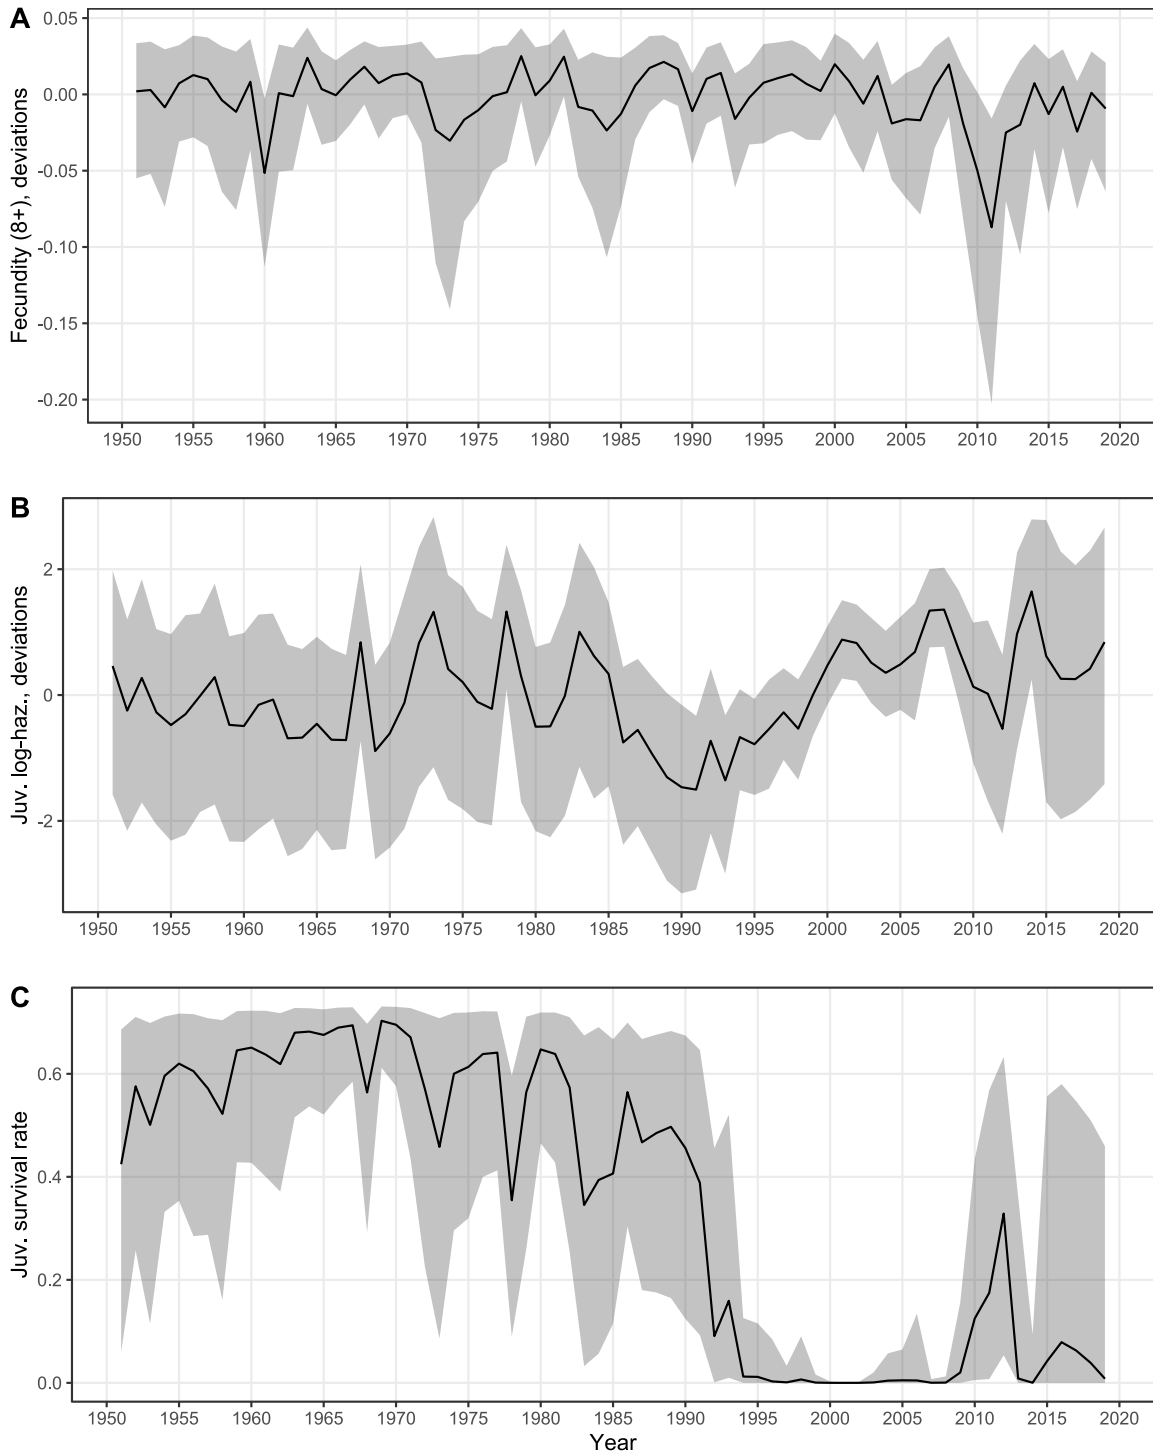 A
Fecundity (8+), deviations
0.05
0.00
-0.05
-0.10
-0.15
-0.20
1950 1955 1960 1965 1970 1975 1980 1985 1990 1995 2000 2005 2010 2015 2020
B
Juv. log-haz., deviations
2
0
-2
1950 1955 1960 1965 1970 1975 1980 1985 1990 1995 2000 2005 2010 2015 2020
C
Juv. survival rate
0.6
0.4
0.2
0.0
1950 1955 1960 1965 1970 1975 1980 1985 1990 1995 2000 2005 2010 2015 2020
Year